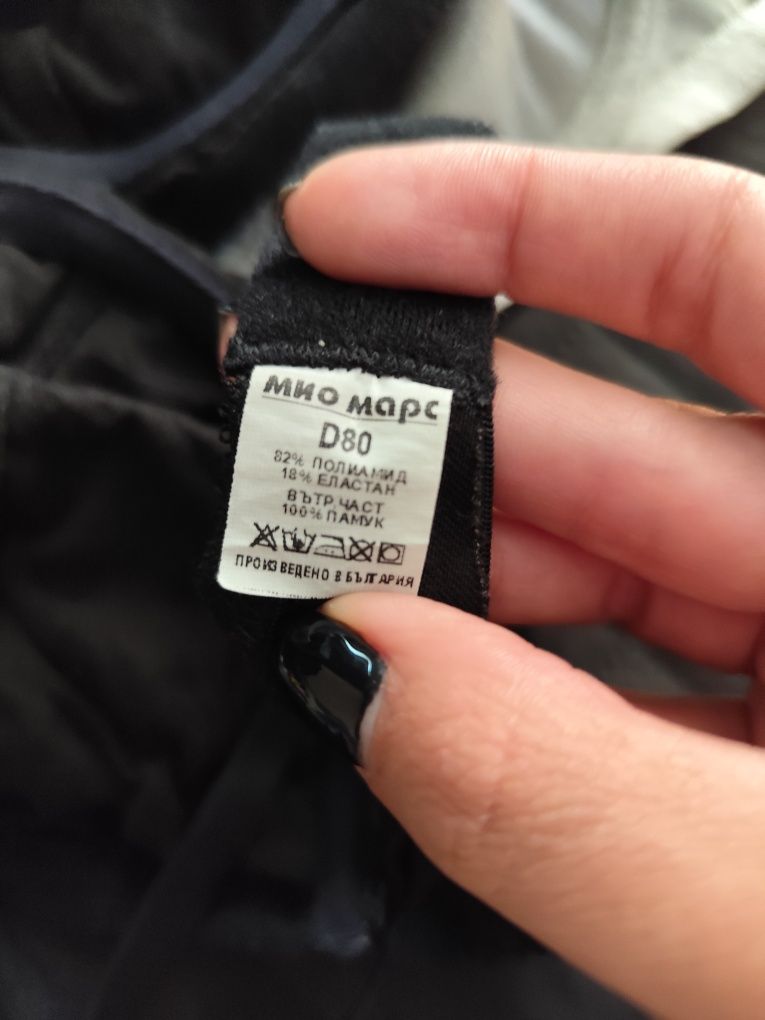 мио марс
D80
82% ПОЛИАМИД
18% ЕЛАСТАН
ВЪТР.ЧАСТ
100% ПАМУК
ПРОИЗВЕДЕНО В БЪЛГАРИЯ